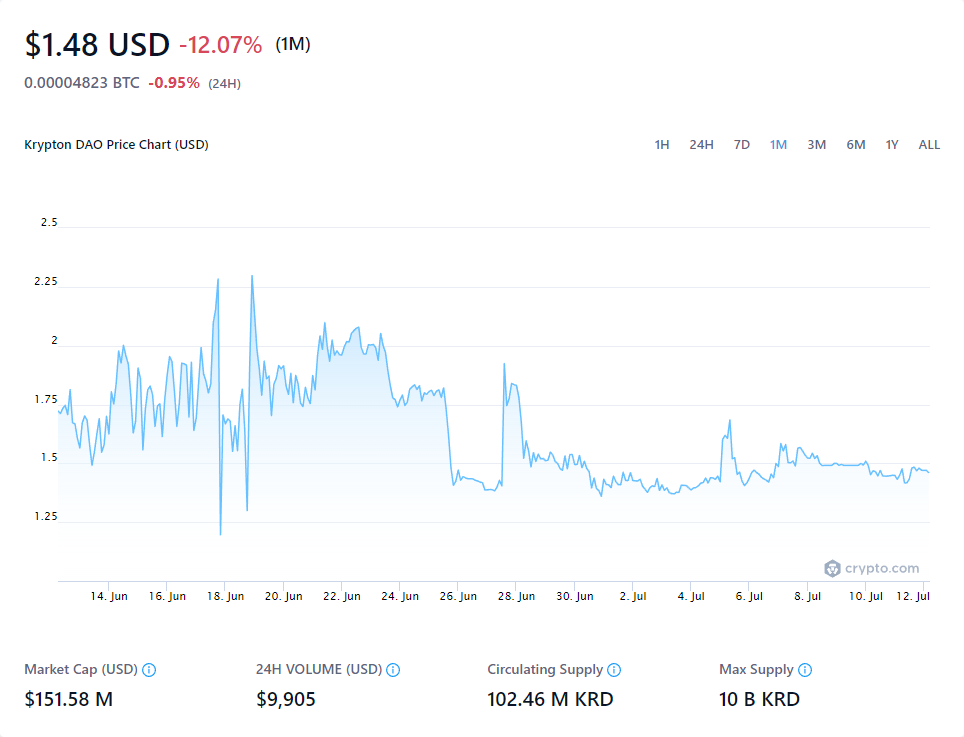 $1.48 USD -12.07% (1M)
0.00004823 BTC -0.95% (24H)
Krypton DAO Price Chart (USD) 1H 24H 7D 1M 3M 6M 1Y ALL
2.5
2.25
2
1.75
1.5
1.25
crypto.com
14. Jun 16. Jun 18. Jun 20. Jun 22. Jun 24. Jun 26. Jun 28. Jun 30. Jun 2. Jul 4. Jul 6. Jul 8. Jul 10. Jul 12. Jul
Market Cap (USD) 24H VOLUME (USD) Circulating Supply Max Supply
$151.58 M $9,905 102.46 M KRD 10 B KRD